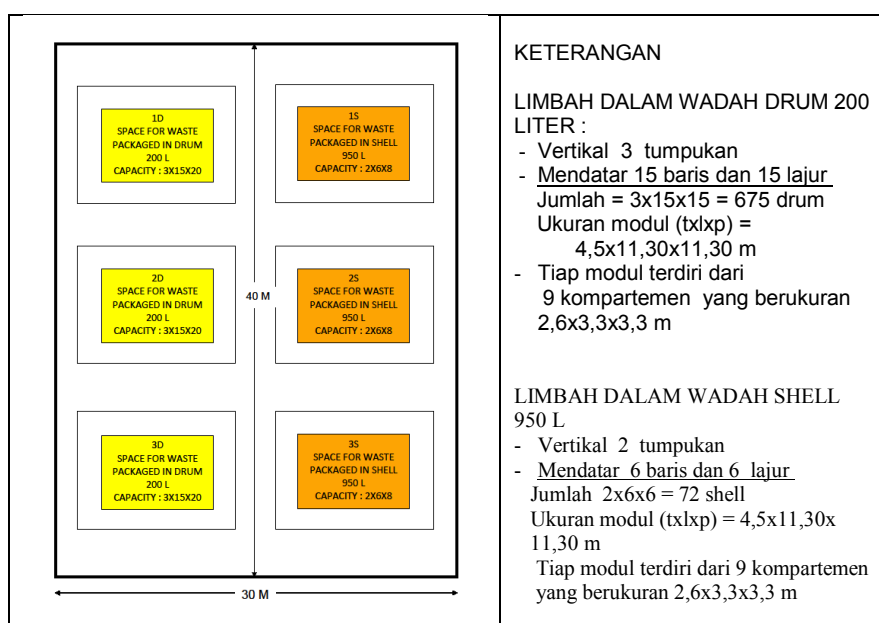 1D
SPACE FOR WASTE
PACKAGED IN DRUM
200 L
CAPACITY : 3X15X20
1S
SPACE FOR WASTE
PACKAGED IN SHELL
950 L
CAPACITY : 2X6X8
2D
SPACE FOR WASTE
PACKAGED IN DRUM
200 L
CAPACITY : 3X15X20
40 M
2S
SPACE FOR WASTE
PACKAGED IN SHELL
950 L
CAPACITY : 2X6X8
3D
SPACE FOR WASTE
PACKAGED IN DRUM
200 L
CAPACITY : 3X15X20
3S
SPACE FOR WASTE
PACKAGED IN SHELL
950 L
CAPACITY : 2X6X8
30 M
KETERANGAN
LIMBAH DALAM WADAH DRUM 200
LITER :
- Vertikal 3 tumpukan
- Mendatar 15 baris dan 15 lajur
Jumlah = 3x15x15 = 675 drum
Ukuran modul (txlxp) =
4,5x11,30x11,30 m
- Tiap modul terdiri dari
9 kompartemen yang berukuran
2,6x3,3x3,3 m
LIMBAH DALAM WADAH SHELL
950 L
- Vertikal 2 tumpukan
- Mendatar 6 baris dan 6 lajur
Jumlah 2x6x6 = 72 shell
Ukuran modul (txlxp) = 4,5x11,30x
11,30 m
Tiap modul terdiri dari 9 kompartemen
yang berukuran 2,6x3,3x3,3 m